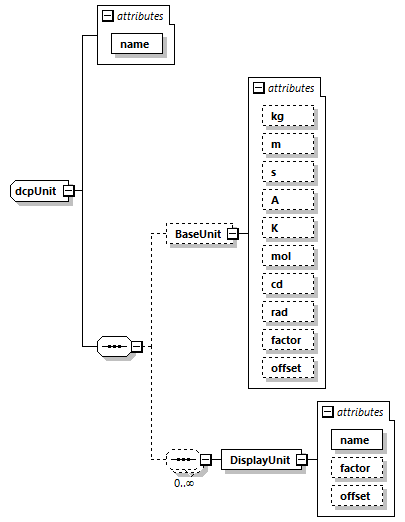 attributes
name
dcpUnit
attributes
kg
m
s
A
K
mol
cd
rad
factor
offset
BaseUnit
DisplayUnit
0..∞
attributes
name
factor
offset